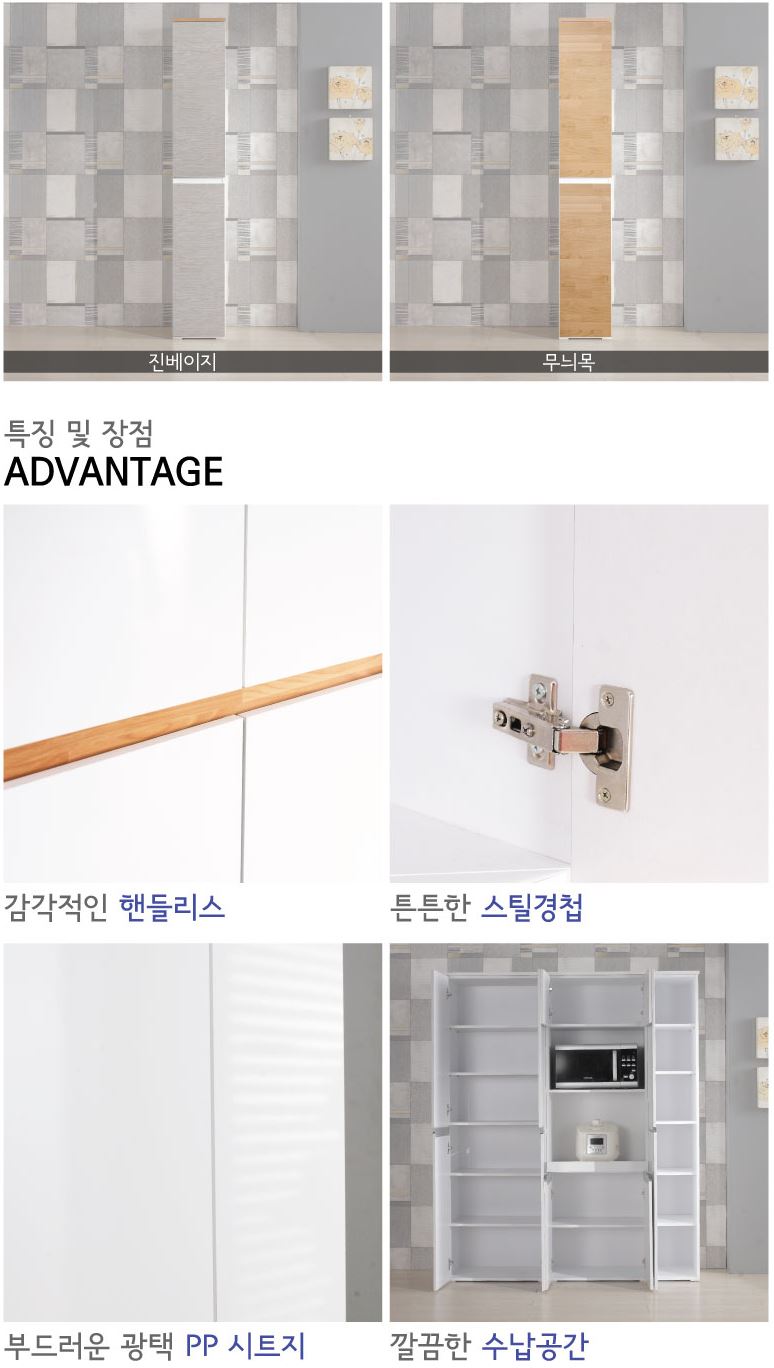 진베이지
무늬목
특징 및 장점
ADVANTAGE
감각적인 핸들리스
튼튼한 스틸경첩
부드러운 광택 PP 시트지
깔끔한 수납공간